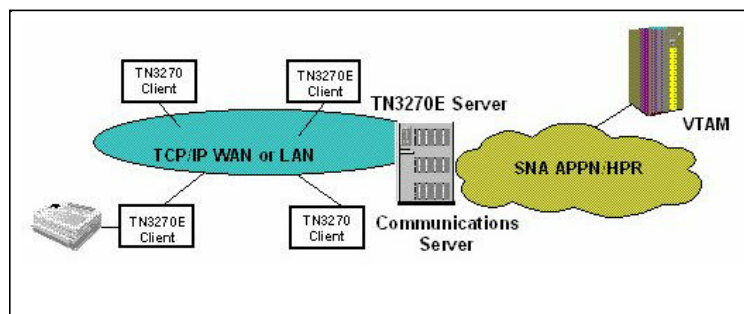 TN3270
Client
TN3270E
Client
TN3270E Server
VTAM
TCP/IP WAN or LAN
SNA APPN/HPR
TN3270E
Client
TN3270
Client
Communications
Server